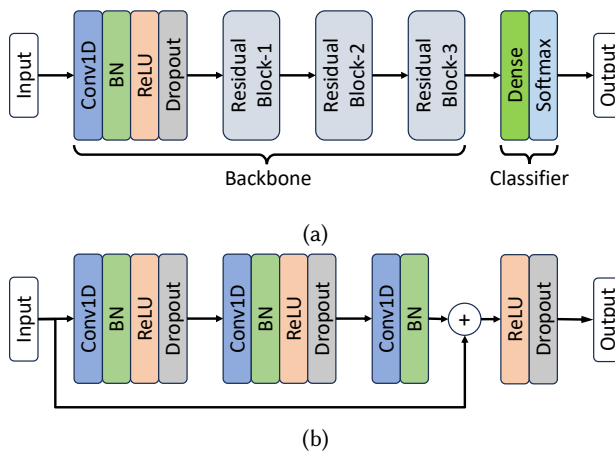 Input
Conv1D
BN
ReLU
Dropout
Residual
Block-1
Residual
Block-2
Residual
Block-3
Dense
Softmax
Output
Backbone
Classifier
(a)
Input
Conv1D
BN
ReLU
Dropout
Conv1D
BN
ReLU
Dropout
Conv1D
BN
+
ReLU
Dropout
Output
(b)